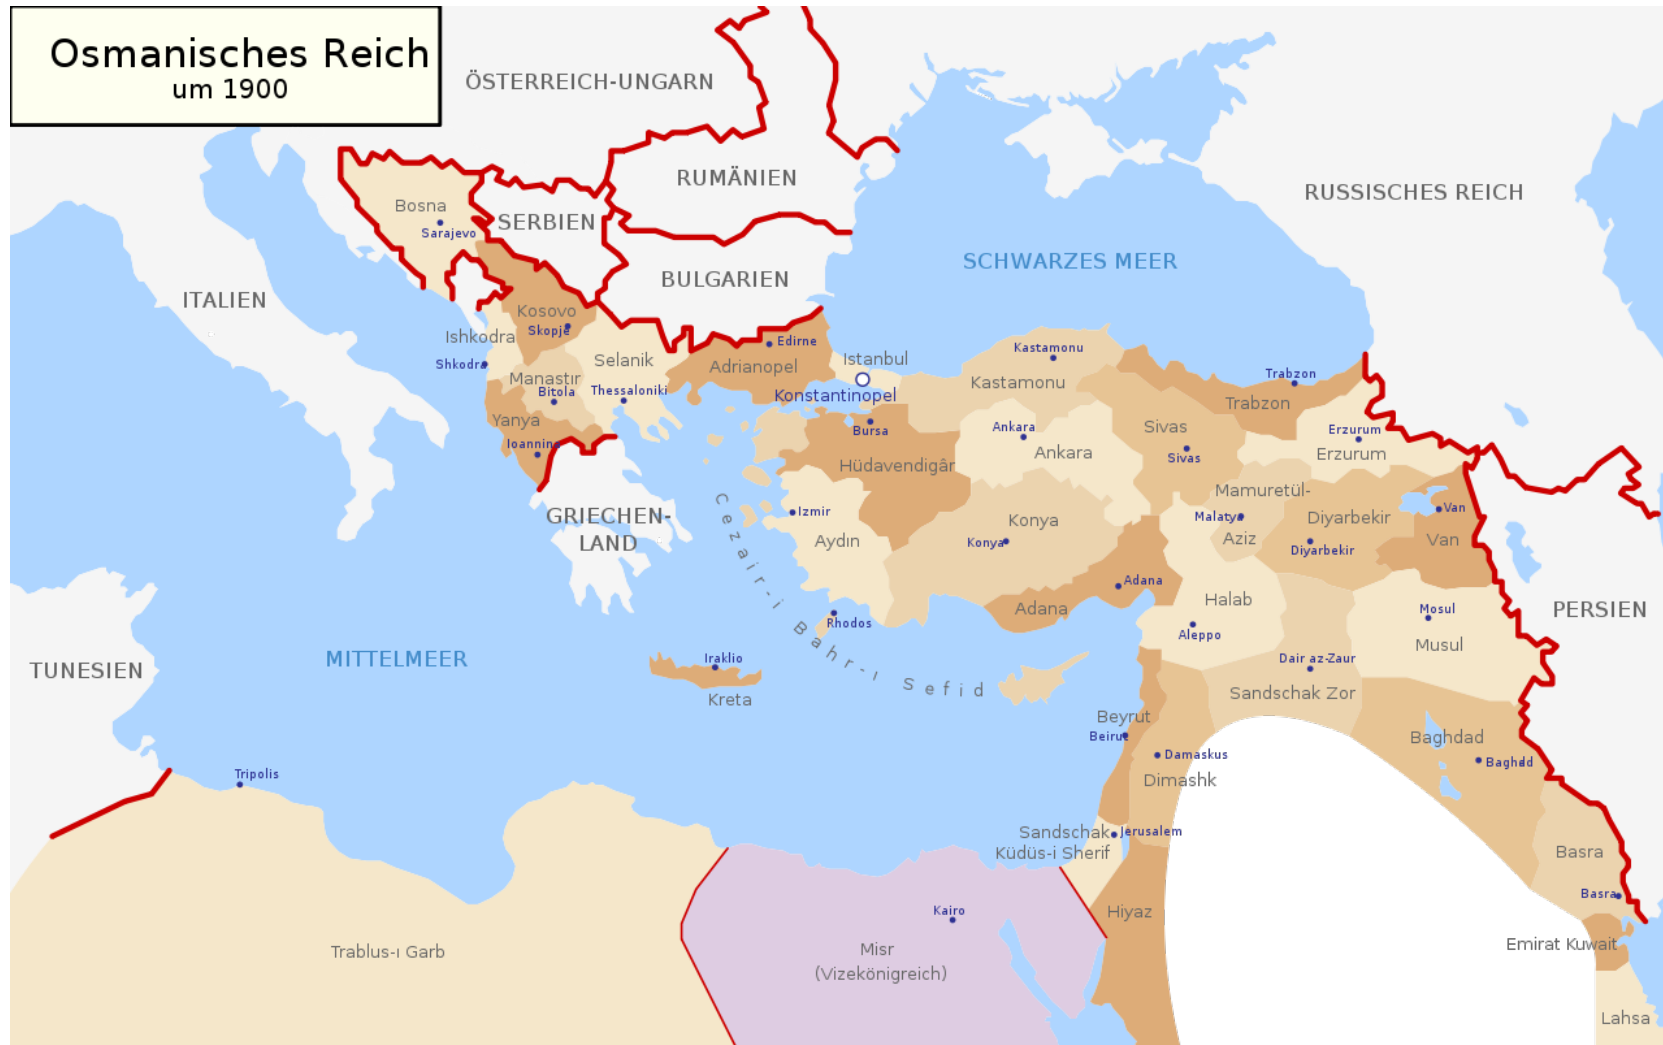 Osmanisches Reich
um 1900
ÖSTERREICH-UNGARN
RUMÄNIEN
RUSSISCHES REICH
Bosna
Sarajevo
SERBIEN
BULGARIEN
SCHWARZES MEER
ITALIEN
Kosovo
Skopje
Ishkodra
Shkodra
Selanik
Manastır
Bitola
Thessaloniki
Yanya
Ioannina
Edirne
Adrianopel
Istanbul
Konstantinopel
Bursa
Hüdavendigâr
Kastamonu
Kastamonu
Ankara
Ankara
Trabzon
Trabzon
Sivas
Sivas
Erzurum
Erzurum
Mamuretül-
Malatya
Aziz
Diyarbekir
Diyarbekir
Van
Van
GRIECHEN-
LAND
Izmir
Aydın
Konya
Konya
Adana
Adana
Halab
Aleppo
Mosul
Musul
PERSIEN
Cezair-i Bahr-ı Sefid
Rhodos
TUNESIEN
MITTELMEER
Iraklio
Kreta
Dair az-Zaur
Sandschak Zor
Beyrut
Beirut
Damaskus
Dimashk
Baghdad
Baghdad
Tripolis
Sandschak
Küdüs-i Sherif
Jerusalem
Basra
Basra
Hiyaz
Kairo
Misr
(Vizekönigreich)
Trablus-ı Garb
Emirat Kuwait
Lahsa